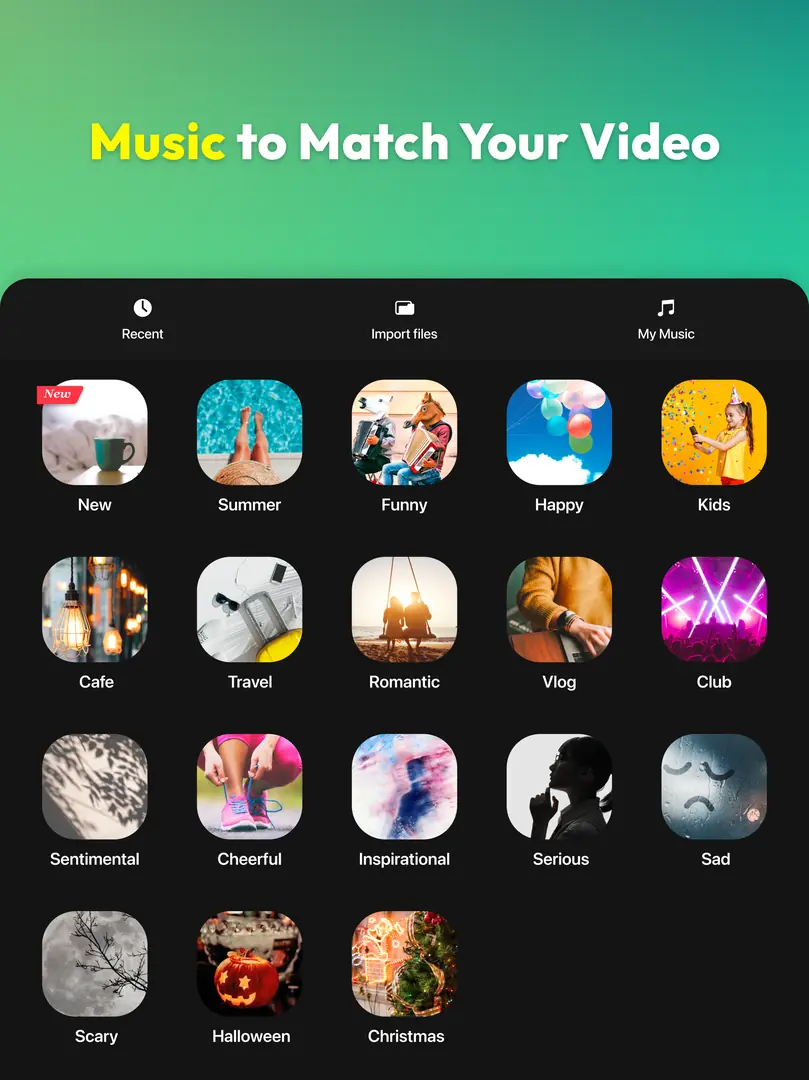 Music to Match Your Video
Recent
Import files
My Music
New
New
Summer
Funny
Happy
Kids
Cafe
Travel
Romantic
Vlog
Club
Sentimental
Cheerful
Inspirational
Serious
Sad
Scary
Halloween
Christmas